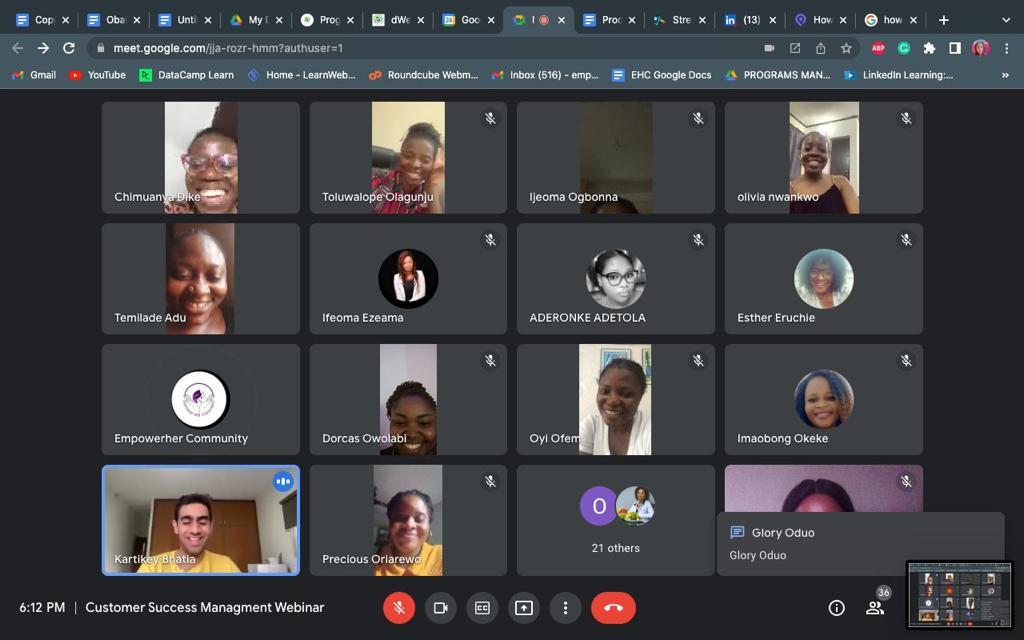 Cop
Oba
Unti
My D
Prog
dWe
Goo
Proc
Stre
(13)
How
how
meet.google.com/jja-rozr-hmm?authuser=1
ABP
Gmail
YouTube
DataCamp Learn
Home - LearnWeb...
Roundcube Webm...
Inbox (516) - emp...
EHC Google Docs
PROGRAMS MAN...
LinkedIn Learning:...
»
Chimuanya Dike
Toluwalope Olagunju
Ijeoma Ogbonna
olivia nwankwo
Temilade Adu
Ifeoma Ezeama
ADERONKE ADETOLA
Esther Eruchie
Empowerher Community
Dorcas Owolabi
Oyi Ofem
Imaobong Okeke
Kartikey Bhatia
Precious Oriarewo
O
21 others
Glory Oduo
Glory Oduo
6:12 PM | Customer Success Managment Webinar
CC
36